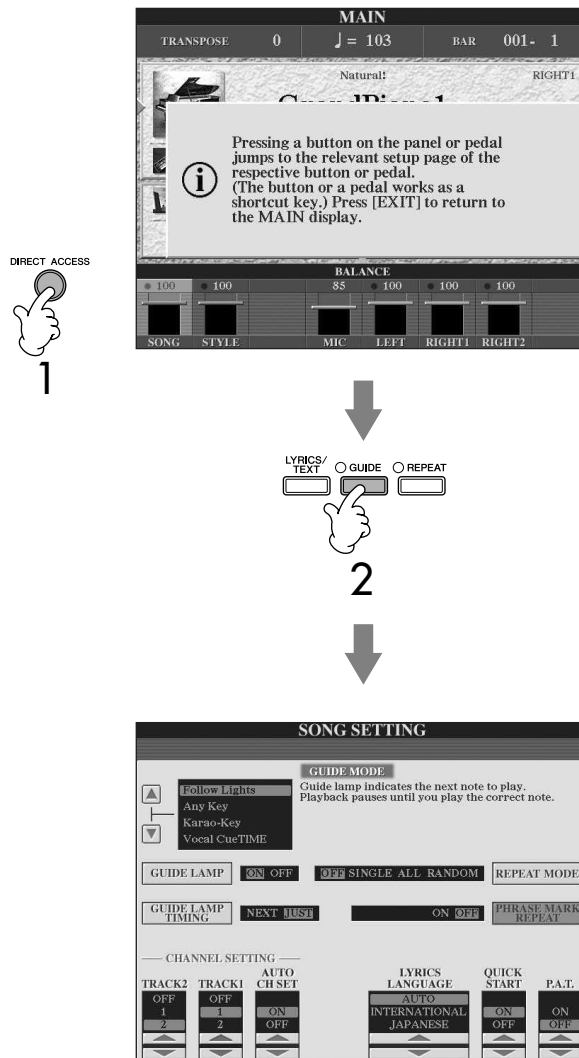 MAIN
TRANSPOSE 0 ♩= 103 BAR 001- 1
Natural! RIGHT1
GrandPiano1
Pressing a button on the panel or pedal
jumps to the relevant setup page of the
respective button or pedal.
(The button or a pedal works as a
shortcut key.) Press [EXIT] to return to
the MAIN display.
DIRECT ACCESS
1
BALANCE
100 100 85 100 100 100
SONG STYLE MIC LEFT RIGHT1 RIGHT2
LYRICS/
TEXT GUIDE REPEAT
2
SONG SETTING
GUIDE MODE
Follow Lights
Any Key
Karao-Key
Vocal CueTIME
Guide lamp indicates the next note to play.
Playback pauses until you play the correct note.
GUIDE LAMP ON OFF OFF SINGLE ALL RANDOM REPEAT MODE
GUIDE LAMP
TIMING NEXT JUST ON OFF PHRASE MARK
REPEAT
CHANNEL SETTING
TRACK2 TRACK1 AUTO
CH SET LYRICS
LANGUAGE QUICK
START P.A.T.
OFF OFF AUTO
1 1 ON INTERNATIONAL ON ON
2 2 OFF JAPANESE OFF OFF